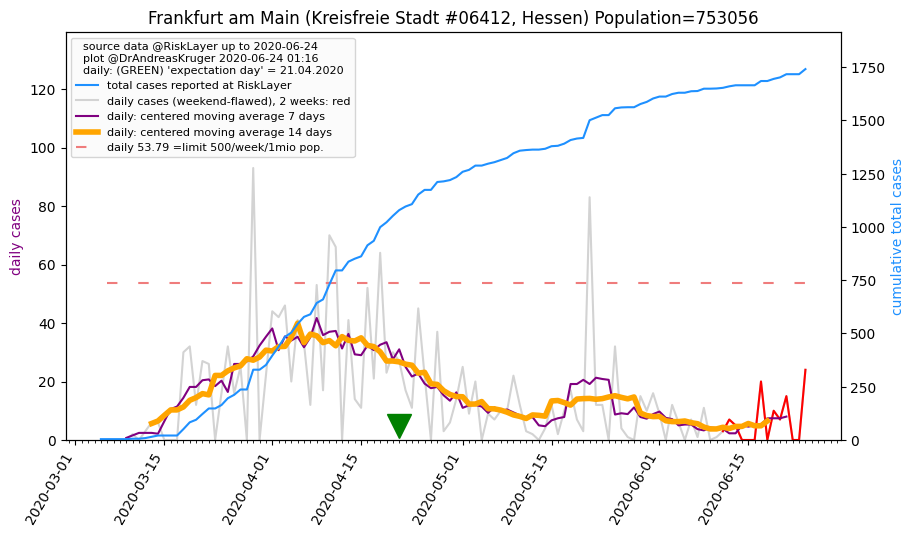 Frankfurt am Main (Kreisfreie Stadt #06412, Hessen) Population=753056
source data @RiskLayer up to 2020-06-24
plot @DrAndreasKruger 2020-06-24 01:16
daily: (GREEN) 'expectation day' = 21.04.2020
total cases reported at RiskLayer
daily cases (weekend-flawed), 2 weeks: red
daily: centered moving average 7 days
daily: centered moving average 14 days
daily 53.79 =limit 500/week/1mio pop.
daily cases
120
100
80
60
40
20
0
cumulative total cases
1750
1500
1250
1000
750
500
250
0
2020-03-01
2020-03-15
2020-04-01
2020-04-15
2020-05-01
2020-05-15
2020-06-01
2020-06-15